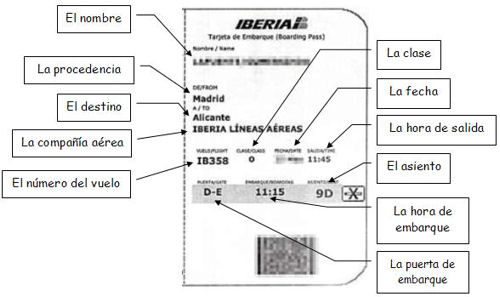 El nombre
IBERIA
Tarjeta de Embarque (Boarding Pass)
Nombre / Name
La procedencia
DE/FROM
Madrid
El destino
A / TO
Alicante
La compañía aérea
IBERIA LÍNEAS AÉREAS
La clase
La fecha
La hora de salida
El número del vuelo
VUELO/FLIGHT CLASE/CLASS FECHA/DATE SALIDA/TIME
IB358 O 11:45
El asiento
PUERTA/GATE EMBARQUE/BOARDING
D-E 11:15 9D
La hora de
embarque
La puerta de
embarque